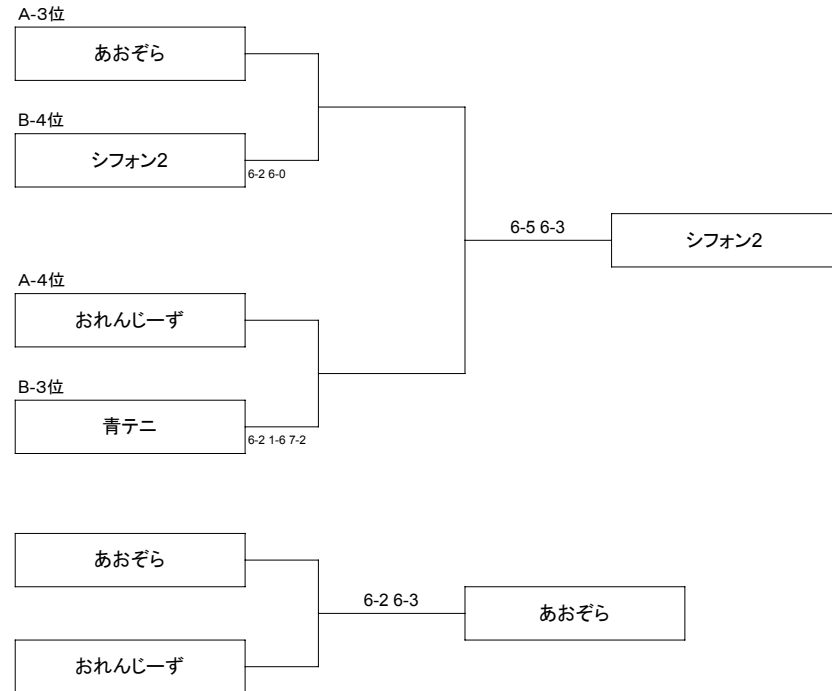 A-3位
あおぞら
B-4位
シフォン2
6-2 6-0
6-5 6-3
シフォン2
A-4位
おれんじーず
B-3位
青テニ
6-2 1-6 7-2
あおぞら
6-2 6-3
あおぞら
おれんじーず